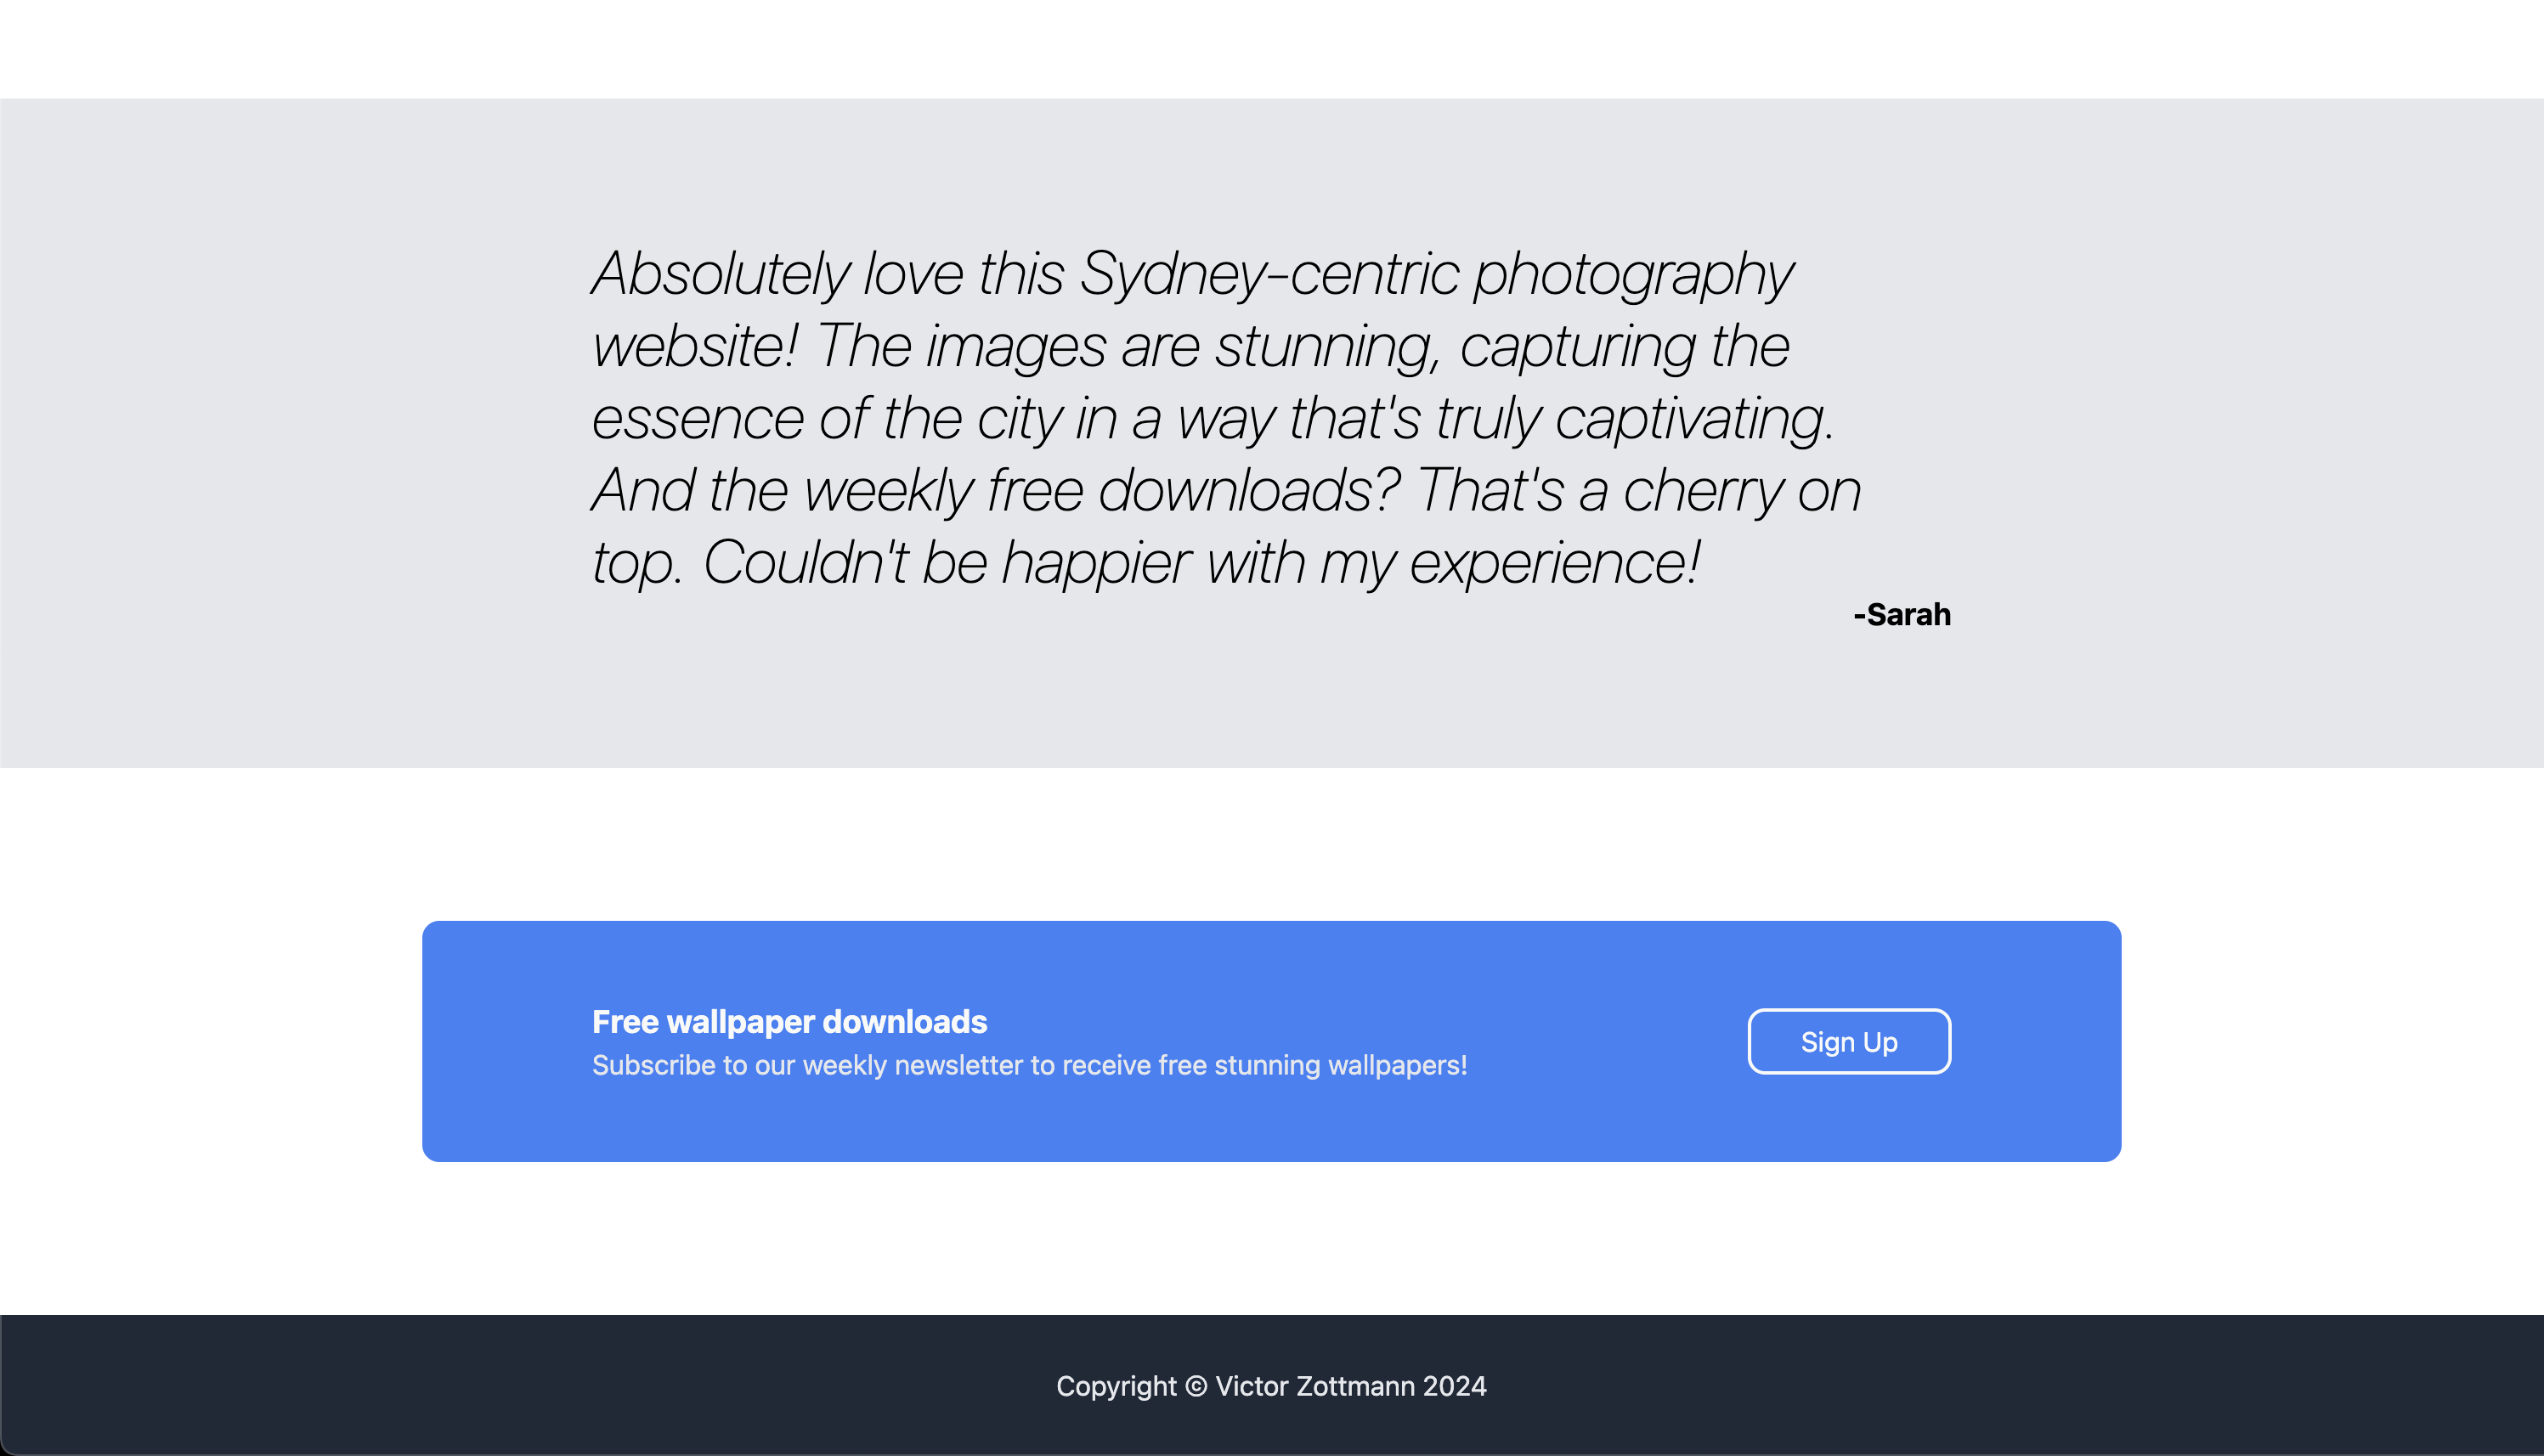 Absolutely love this Sydney-centric photography
website! The images are stunning, capturing the
essence of the city in a way that's truly captivating.
And the weekly free downloads? That's a cherry on
top. Couldn't be happier with my experience!
-Sarah
Free wallpaper downloads
Subscribe to our weekly newsletter to receive free stunning wallpapers!
Sign Up
Copyright © Victor Zottmann 2024